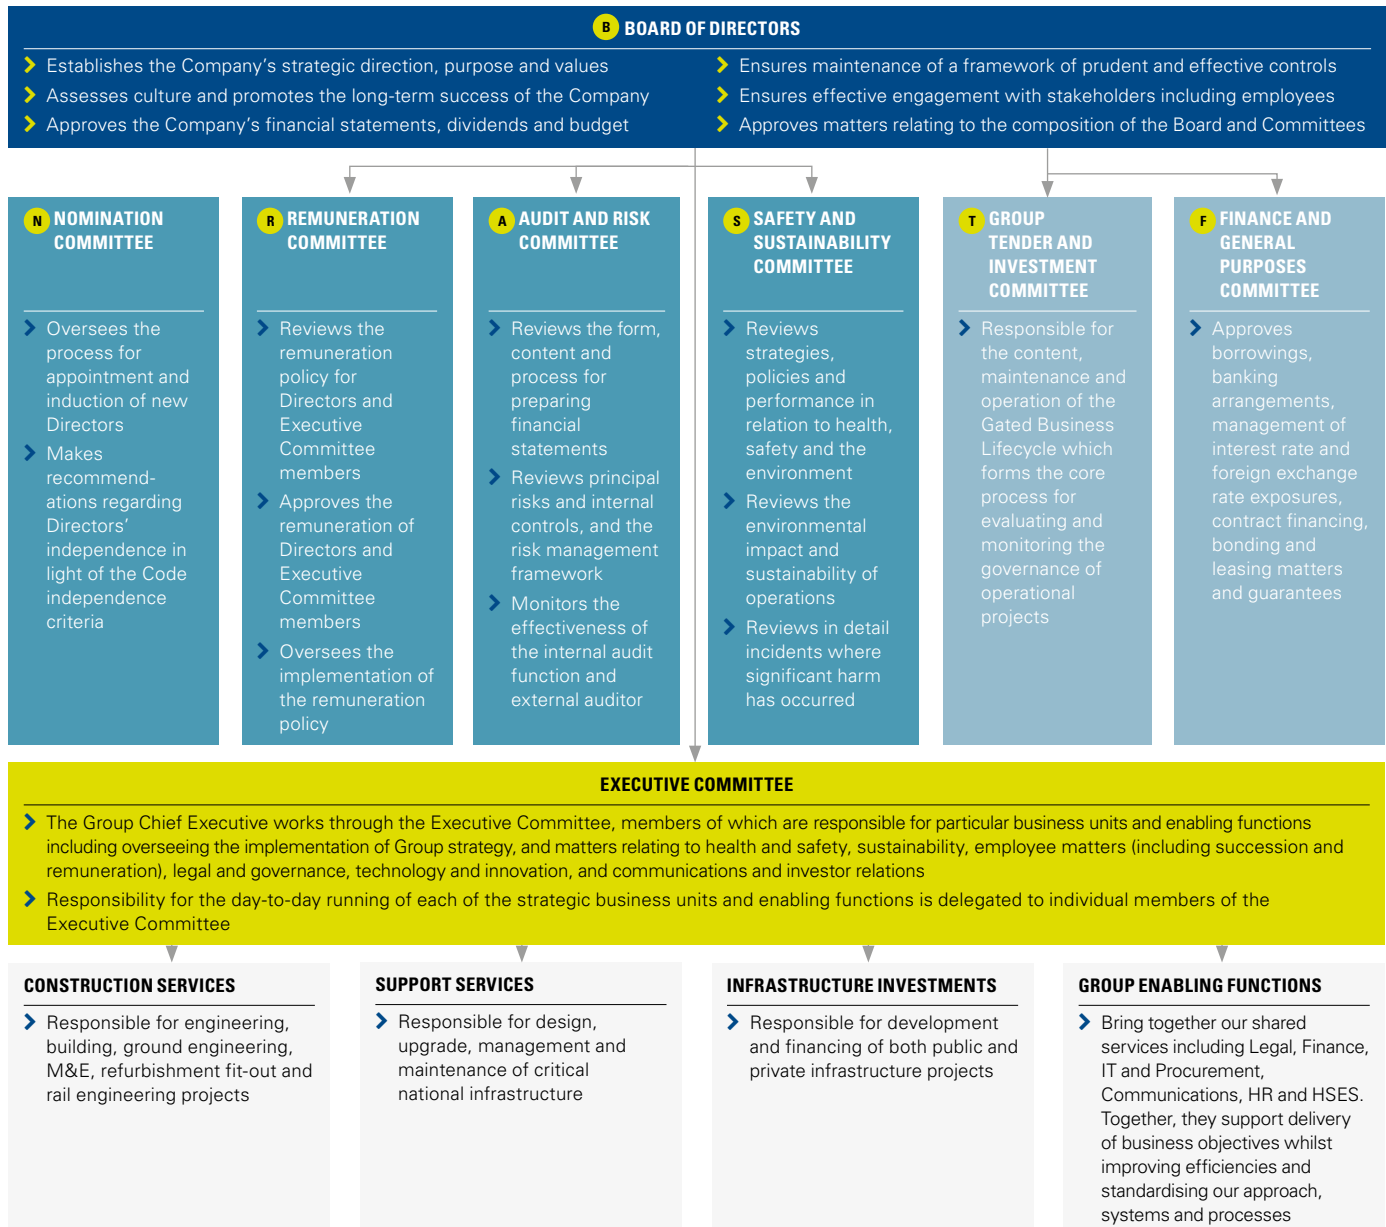 B BOARD OF DIRECTORS
Establishes the Company's strategic direction, purpose and values
Assesses culture and promotes the long-term success of the Company
Approves the Company's financial statements, dividends and budget
Ensures maintenance of a framework of prudent and effective controls
Ensures effective engagement with stakeholders including employees
Approves matters relating to the composition of the Board and Committees
N NOMINATION
COMMITTEE
Oversees the
process for
appointment and
induction of new
Directors
Makes
recommend-
ations regarding
Directors'
independence in
light of the Code
independence
criteria
R REMUNERATION
COMMITTEE
Reviews the
remuneration
policy for
Directors and
Executive
Committee
members
Approves the
remuneration of
Directors and
Executive
Committee
members
Oversees the
implementation of
the remuneration
policy
A AUDIT AND RISK
COMMITTEE
Reviews the form,
content and
process for
preparing
financial
statements
Reviews principal
risks and internal
controls, and the
risk management
framework
Monitors the
effectiveness of
the internal audit
function and
external auditor
S SAFETY AND
SUSTAINABILITY
COMMITTEE
Reviews
strategies,
policies and
performance in
relation to health,
safety and the
environment
Reviews the
environmental
impact and
sustainability of
operations
Reviews in detail
incidents where
significant harm
has occurred
T GROUP
TENDER AND
INVESTMENT
COMMITTEE
Responsible for
the content,
maintenance and
operation of the
Gated Business
Lifecycle which
forms the core
process for
evaluating and
monitoring the
governance of
operational
projects
F FINANCE AND
GENERAL
PURPOSES
COMMITTEE
Approves
borrowings,
banking
arrangements,
management of
interest rate and
foreign exchange
rate exposures,
contract financing,
bonding and
leasing matters
and guarantees
EXECUTIVE COMMITTEE
The Group Chief Executive works through the Executive Committee, members of which are responsible for particular business units and enabling functions
including overseeing the implementation of Group strategy, and matters relating to health and safety, sustainability, employee matters (including succession and
remuneration), legal and governance, technology and innovation, and communications and investor relations
Responsibility for the day-to-day running of each of the strategic business units and enabling functions is delegated to individual members of the
Executive Committee
CONSTRUCTION SERVICES
Responsible for engineering,
building, ground engineering,
M&E, refurbishment fit-out and
rail engineering projects
SUPPORT SERVICES
Responsible for design,
upgrade, management and
maintenance of critical
national infrastructure
INFRASTRUCTURE INVESTMENTS
Responsible for development
and financing of both public and
private infrastructure projects
GROUP ENABLING FUNCTIONS
Bring together our shared
services including Legal, Finance,
IT and Procurement,
Communications, HR and HSES.
Together, they support delivery
of business objectives whilst
improving efficiencies and
standardising our approach,
systems and processes